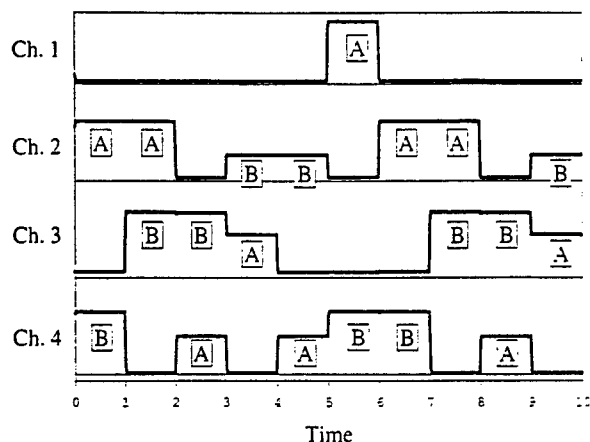 Ch. 1 A
Ch. 2 A A B B A A B
Ch. 3 B B A B B A
Ch. 4 B A A B B A
0 1 2 3 4 5 6 7 8 9 10
Time